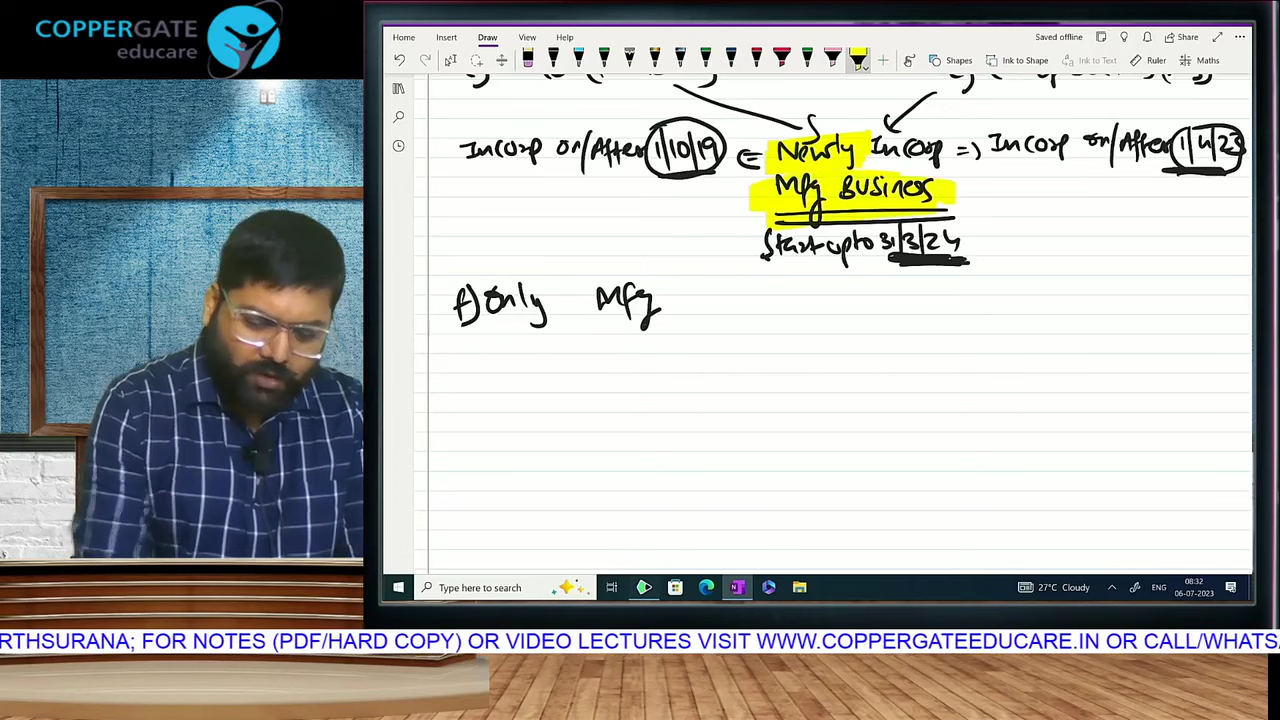 COPPERGATE
educare
Home Insert Draw View Help
Saved offline Share
Shapes Ink to Shape Ink to Text Ruler Maths
Incorp on/After 1/10/19 <= Newly Incorp => Incorp on/After 1/4/23
Mfg Business
Start upto 31/3/24
f) Only Mfg
Type here to search
27°C Cloudy ENG 08:32
06-07-2023
RTHSURANA; FOR NOTES (PDF/HARD COPY) OR VIDEO LECTURES VISIT WWW.COPPERGATEEDUCARE.IN OR CALL/WHATS